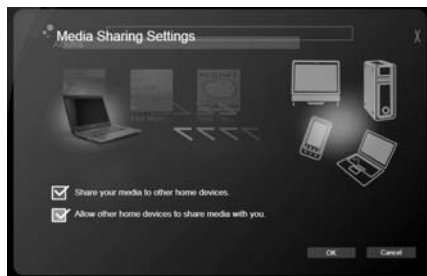 Media Sharing Settings
Share your media to other home devices.
Allow other home devices to share media with you.
OK Cancel